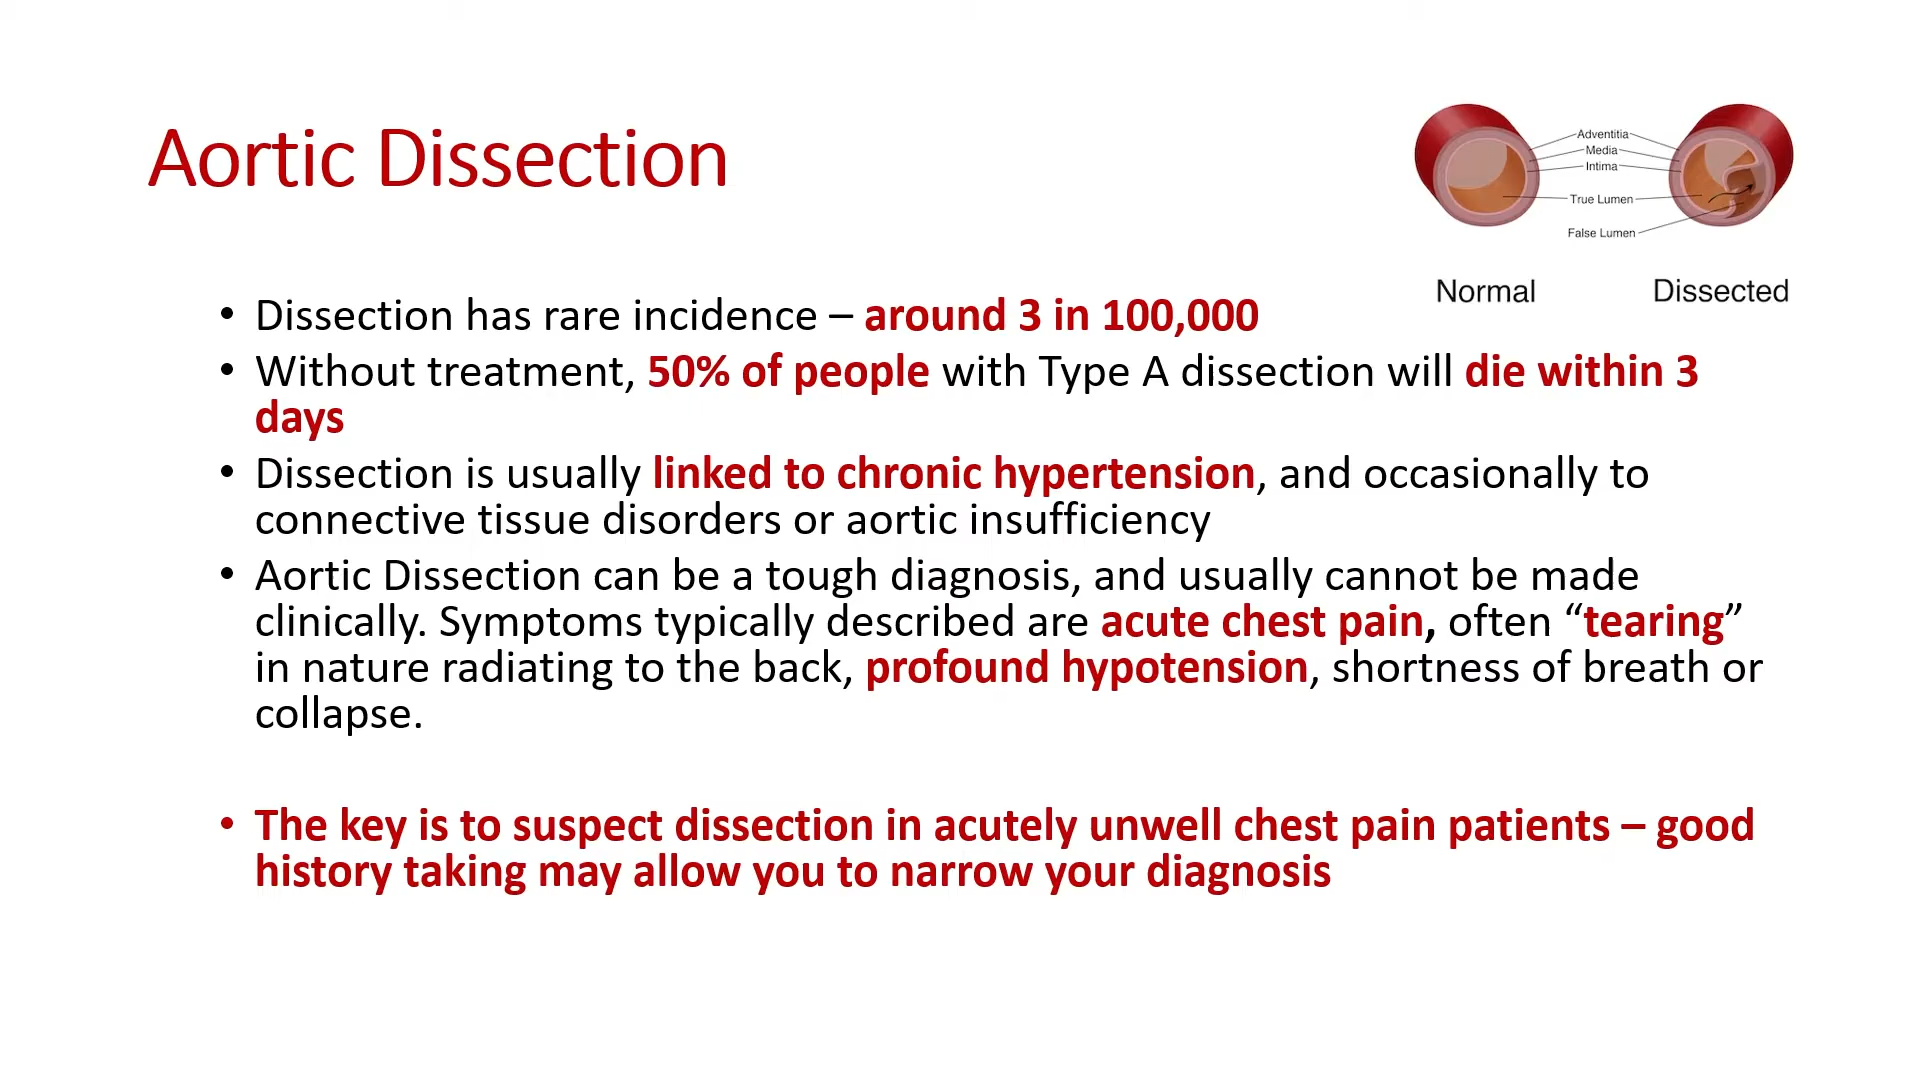 Aortic Dissection
Adventitia
Media
Intima
True Lumen
False Lumen
Normal
Dissected
• Dissection has rare incidence – around 3 in 100,000
• Without treatment, 50% of people with Type A dissection will die within 3
days
• Dissection is usually linked to chronic hypertension, and occasionally to
connective tissue disorders or aortic insufficiency
• Aortic Dissection can be a tough diagnosis, and usually cannot be made
clinically. Symptoms typically described are acute chest pain, often “tearing”
in nature radiating to the back, profound hypotension, shortness of breath or
collapse.
• The key is to suspect dissection in acutely unwell chest pain patients – good
history taking may allow you to narrow your diagnosis